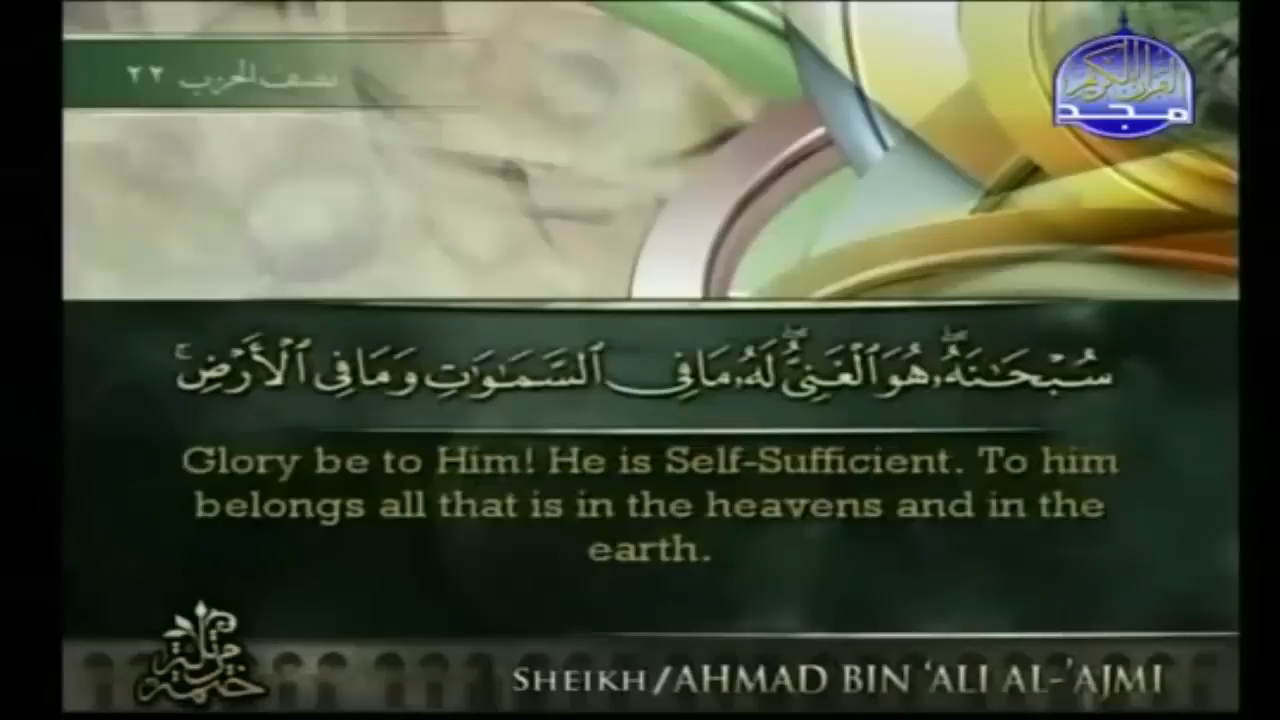 نصف الحزب ٢٢
القرآن الكريم
مجد
سُبْحَـٰنَهُۥۖ هُوَ ٱلْغَنِىُّۖ لَهُۥ مَا فِى ٱلسَّمَـٰوَٰتِ وَمَا فِى ٱلْأَرْضِۚ
Glory be to Him! He is Self-Sufficient. To him
belongs all that is in the heavens and in the
earth.
ختمة مرتلة
SHEIKH/AHMAD BIN ‘ALI AL-’AJMI